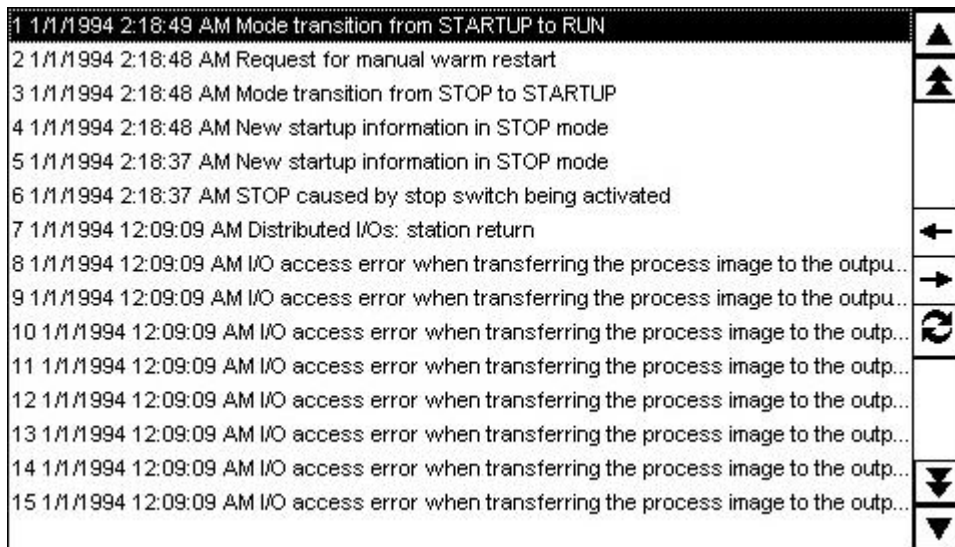 1 1/1/1994 2:18:49 AM Mode transition from STARTUP to RUN
2 1/1/1994 2:18:48 AM Request for manual warm restart
3 1/1/1994 2:18:48 AM Mode transition from STOP to STARTUP
4 1/1/1994 2:18:48 AM New startup information in STOP mode
5 1/1/1994 2:18:37 AM New startup information in STOP mode
6 1/1/1994 2:18:37 AM STOP caused by stop switch being activated
7 1/1/1994 12:09:09 AM Distributed I/Os: station return
8 1/1/1994 12:09:09 AM I/O access error when transferring the process image to the outpu...
9 1/1/1994 12:09:09 AM I/O access error when transferring the process image to the outpu...
10 1/1/1994 12:09:09 AM I/O access error when transferring the process image to the outp...
11 1/1/1994 12:09:09 AM I/O access error when transferring the process image to the outp...
12 1/1/1994 12:09:09 AM I/O access error when transferring the process image to the outp...
13 1/1/1994 12:09:09 AM I/O access error when transferring the process image to the outp...
14 1/1/1994 12:09:09 AM I/O access error when transferring the process image to the outp...
15 1/1/1994 12:09:09 AM I/O access error when transferring the process image to the outp...